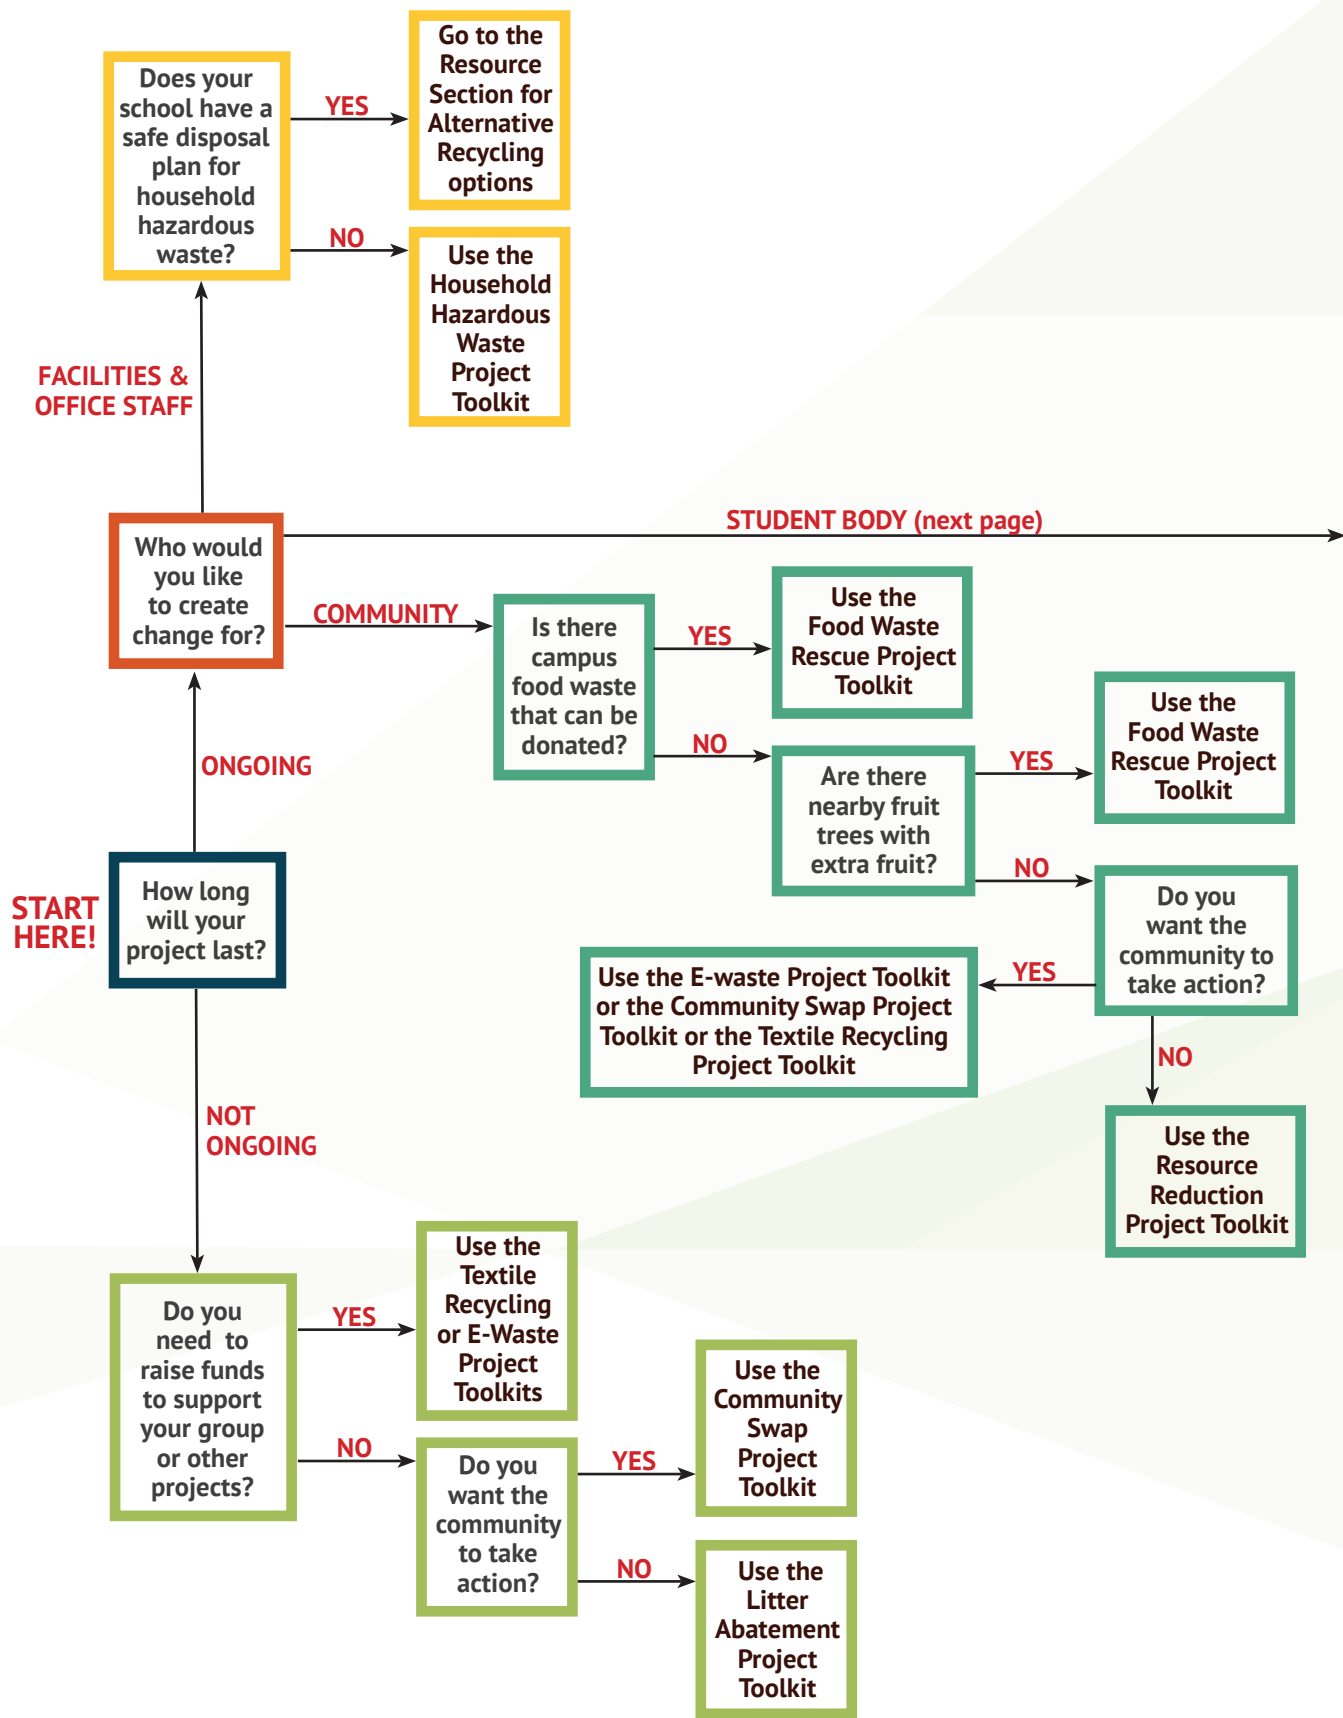 Does your
school have a
safe disposal
plan for
household
hazardous
waste?
YES
Go to the
Resource
Section for
Alternative
Recycling
options
NO
Use the
Household
Hazardous
Waste
Project
Toolkit
FACILITIES &
OFFICE STAFF
Who would
you like
to create
change for?
STUDENT BODY (next page)
COMMUNITY
Is there
campus
food waste
that can be
donated?
YES
Use the
Food Waste
Rescue Project
Toolkit
NO
Are there
nearby fruit
trees with
extra fruit?
YES
Use the
Food Waste
Rescue Project
Toolkit
NO
Do you
want the
community to
take action?
YES
Use the E-waste Project Toolkit
or the Community Swap Project
Toolkit or the Textile Recycling
Project Toolkit
NO
Use the
Resource
Reduction
Project Toolkit
ONGOING
START
HERE!
How long
will your
project last?
NOT
ONGOING
Do you
need to
raise funds
to support
your group
or other
projects?
YES
Use the
Textile
Recycling
or E-Waste
Project
Toolkits
NO
Do you
want the
community
to take
action?
YES
Use the
Community
Swap
Project
Toolkit
NO
Use the
Litter
Abatement
Project
Toolkit